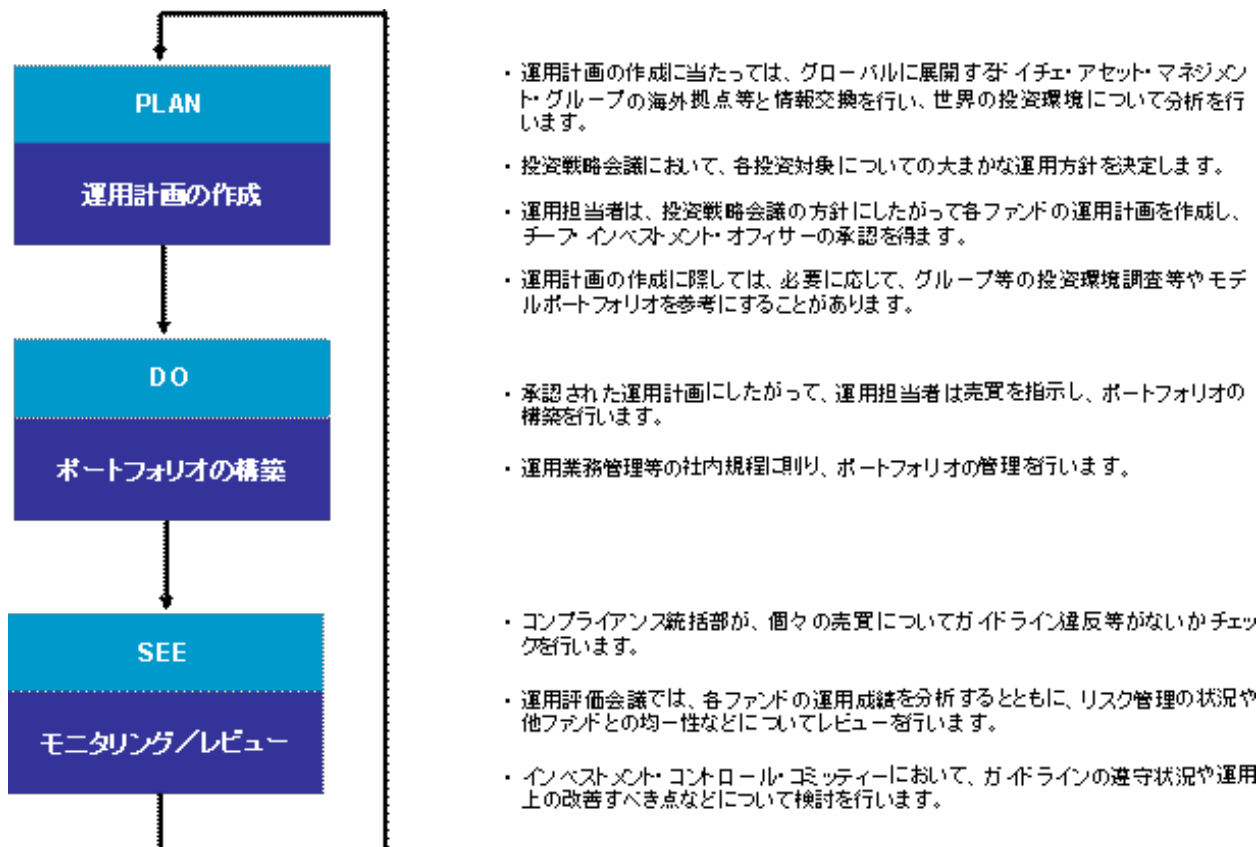 PLAN
運用計画の作成
・運用計画の作成に当たっては、グローバルに展開するドイチェ・アセット・マネジメン
ト・グループの海外拠点等と情報交換を行い、世界の投資環境について分析を行
います。
・投資戦略会議において、各投資対象についての大まかな運用方針を決定します。
・運用担当者は、投資戦略会議の方針にしたがって各ファンドの運用計画を作成し、
チーフ・インベストメント・オフィサーの承認を得ます。
・運用計画の作成に際しては、必要に応じて、グループ等の投資環境調査等やモデ
ルポートフォリオを参考にすることがあります。
DO
ポートフォリオの構築
・承認された運用計画にしたがって、運用担当者は売買を指示し、ポートフォリオの
構築を行います。
・運用業務管理等の社内規程に則り、ポートフォリオの管理を行います。
SEE
モニタリング／レビュー
・コンプライアンス統括部が、個々の売買についてガイドライン違反等がないかチェッ
クを行います。
・運用評価会議では、各ファンドの運用成績を分析するとともに、リスク管理の状況や
他ファンドとの均一性などについてレビューを行います。
・インベストメント・コントロール・コミッティーにおいて、ガイドラインの遵守状況や運用
上の改善すべき点などについて検討を行います。